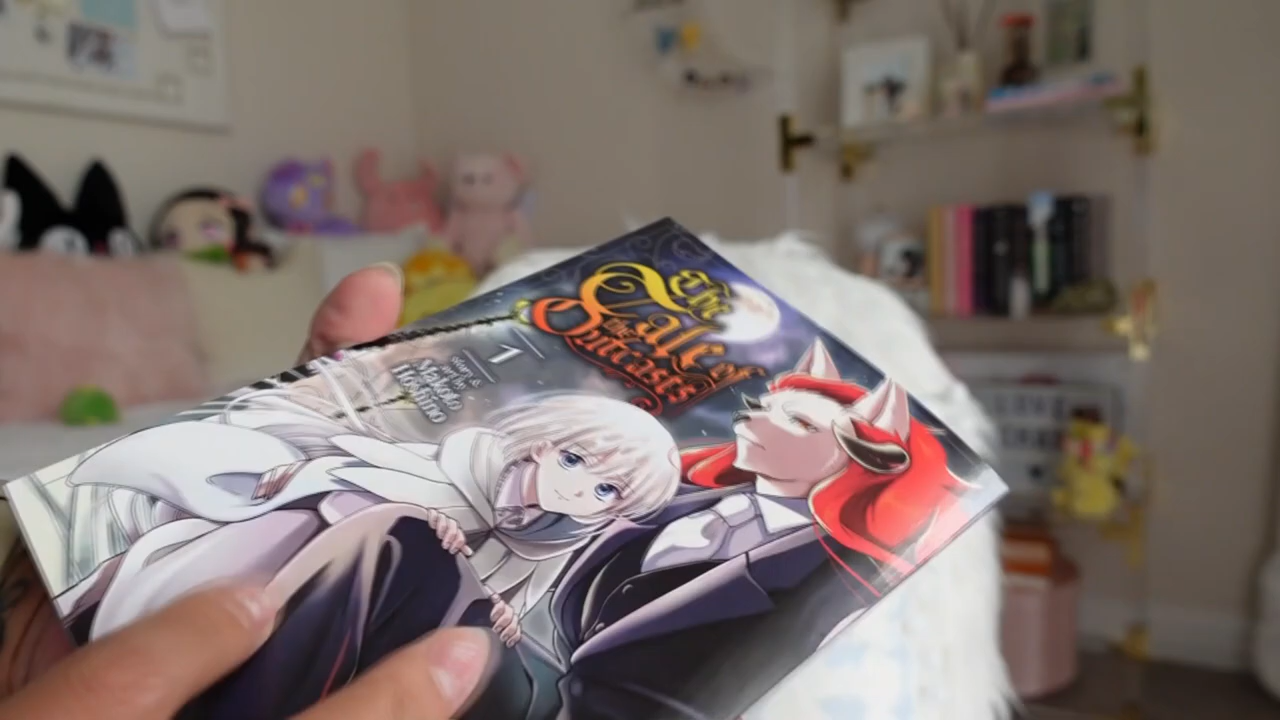 The
Tale of
the
Outcasts
1
story &
art by
Makoto
Hoshino